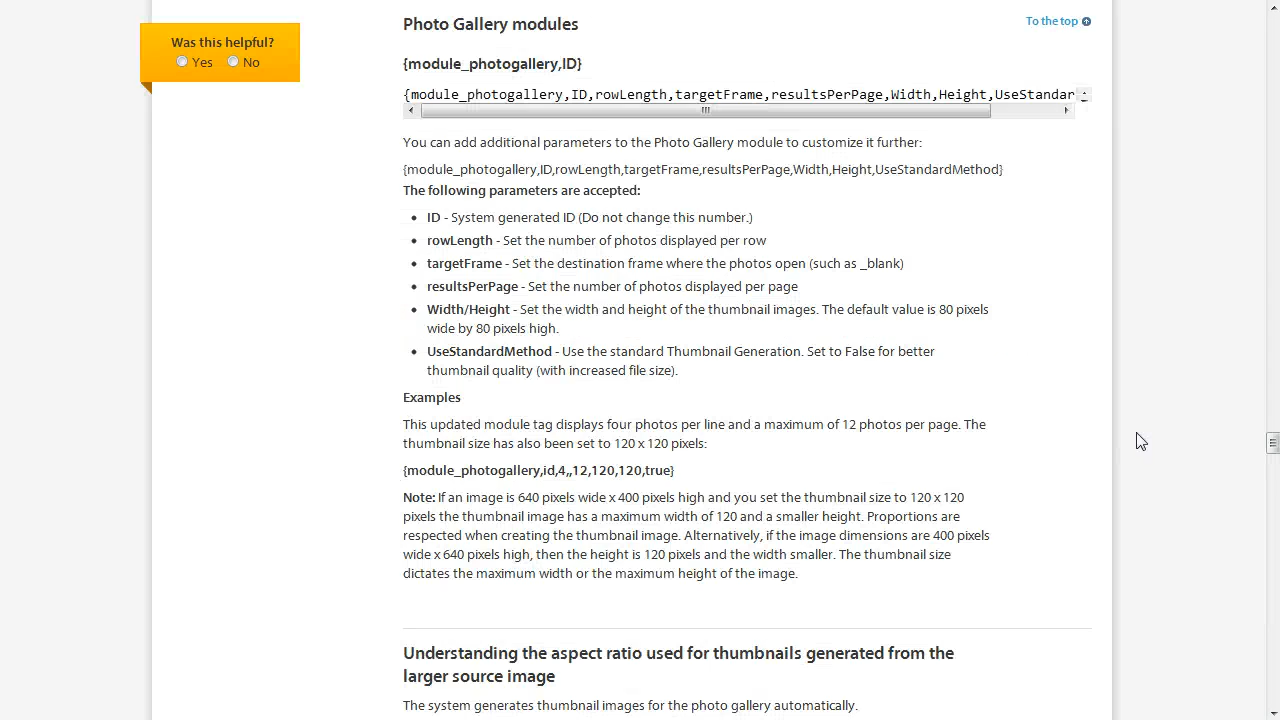 Photo Gallery modules
To the top
Was this helpful?
Yes No
{module_photogallery,ID}
{module_photogallery,ID,rowLength,targetFrame,resultsPerPage,Width,Height,UseStandar
You can add additional parameters to the Photo Gallery module to customize it further:
{module_photogallery,ID,rowLength,targetFrame,resultsPerPage,Width,Height,UseStandardMethod}
The following parameters are accepted:
• ID - System generated ID (Do not change this number.)
• rowLength - Set the number of photos displayed per row
• targetFrame - Set the destination frame where the photos open (such as _blank)
• resultsPerPage - Set the number of photos displayed per page
• Width/Height - Set the width and height of the thumbnail images. The default value is 80 pixels
wide by 80 pixels high.
• UseStandardMethod - Use the standard Thumbnail Generation. Set to False for better
thumbnail quality (with increased file size).
Examples
This updated module tag displays four photos per line and a maximum of 12 photos per page. The
thumbnail size has also been set to 120 x 120 pixels:
{module_photogallery,id,4,,12,120,120,true}
Note: If an image is 640 pixels wide x 400 pixels high and you set the thumbnail size to 120 x 120
pixels the thumbnail image has a maximum width of 120 and a smaller height. Proportions are
respected when creating the thumbnail image. Alternatively, if the image dimensions are 400 pixels
wide x 640 pixels high, then the height is 120 pixels and the width smaller. The thumbnail size
dictates the maximum width or the maximum height of the image.
Understanding the aspect ratio used for thumbnails generated from the
larger source image
The system generates thumbnail images for the photo gallery automatically.